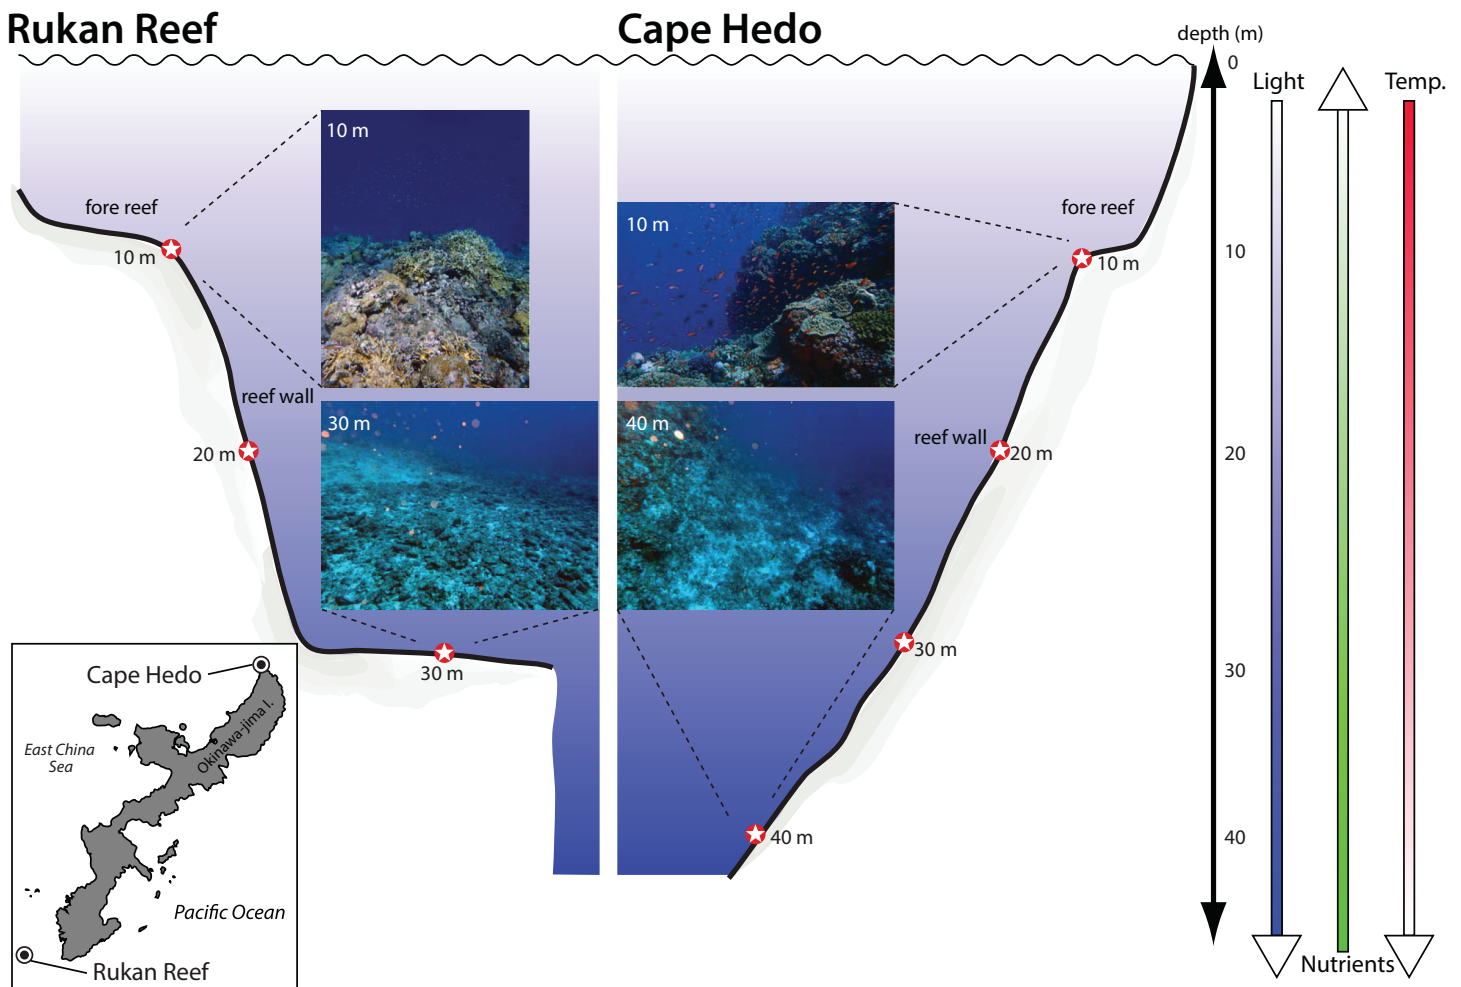 Rukan Reef
Cape Hedo
depth (m)
0
Light
Temp.
10 m
fore reef
10 m
10 m
fore reef
10 m
10
reef wall
30 m
40 m
reef wall
20 m
20 m
20
30 m
30 m
30
40 m
40
Cape Hedo
Okinawa-jima I.
East China
Sea
Pacific Ocean
Rukan Reef
Nutrients